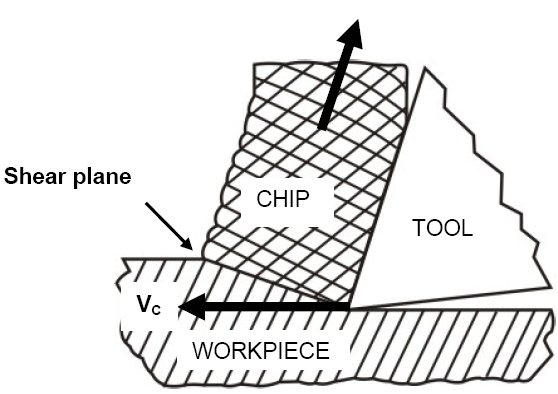 Shear plane
CHIP
TOOL
Vc
WORKPIECE